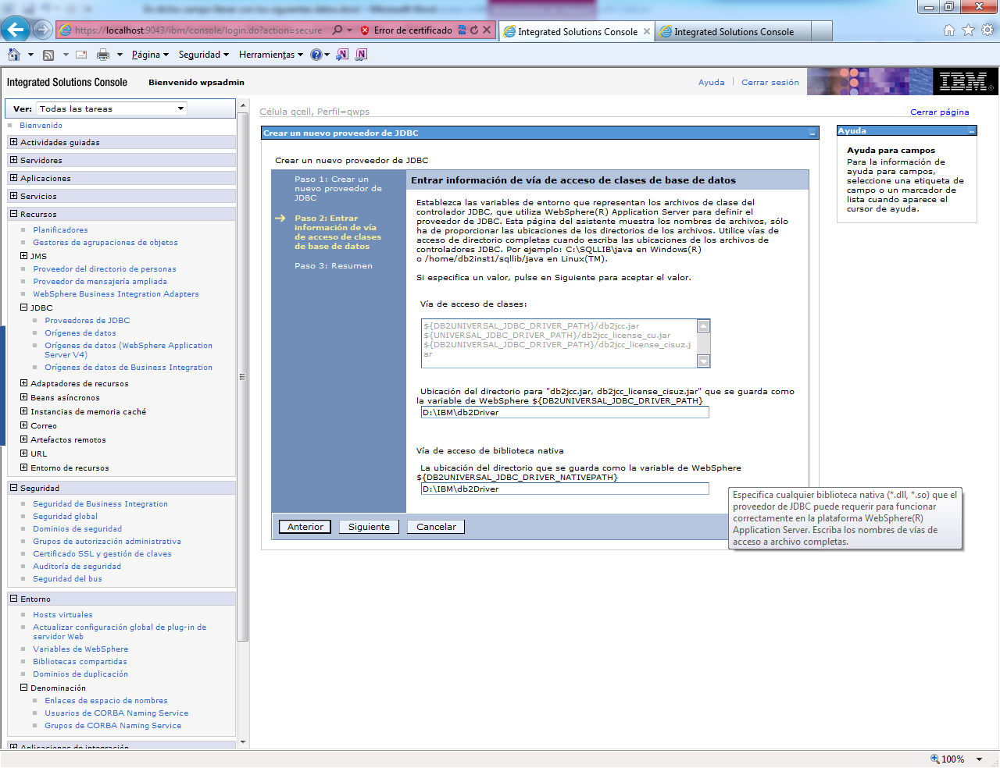 En dicho campo llenar con los siguientes datos.docx - Microsoft Word
https://localhost:9043/ibm/console/login.do?action=secure
Error de certificado
Integrated Solutions Console
Integrated Solutions Console
Página
Seguridad
Herramientas
Integrated Solutions Console
Bienvenido wpsadmin
Ayuda
Cerrar sesión
IBM
Ver:
Todas las tareas
Bienvenido
Actividades guiadas
Servidores
Aplicaciones
Servicios
Recursos
Planificadores
Gestores de agrupaciones de objetos
JMS
Proveedor del directorio de personas
Proveedor de mensajería ampliada
WebSphere Business Integration Adapters
JDBC
Proveedores de JDBC
Orígenes de datos
Orígenes de datos (WebSphere Application
Server V4)
Orígenes de datos de Business Integration
Adaptadores de recursos
Beans asíncronos
Instancias de memoria caché
Correo
Artefactos remotos
URL
Entorno de recursos
Seguridad
Seguridad de Business Integration
Seguridad global
Dominios de seguridad
Grupos de autorización administrativa
Certificado SSL y gestión de claves
Auditoría de seguridad
Seguridad del bus
Entorno
Hosts virtuales
Actualizar configuración global de plug-in de
servidor Web
Variables de WebSphere
Bibliotecas compartidas
Dominios de duplicación
Denominación
Enlaces de espacio de nombres
Usuarios de CORBA Naming Service
Grupos de CORBA Naming Service
Aplicaciones de integración
Célula qcell, Perfil=qwps
Cerrar página
Crear un nuevo proveedor de JDBC
Crear un nuevo proveedor de JDBC
Paso 1: Crear un
nuevo proveedor de
JDBC
Paso 2: Entrar
información de vía
de acceso de clases
de base de datos
Paso 3: Resumen
Entrar información de vía de acceso de clases de base de datos
Establezca las variables de entorno que representan los archivos de clase del
controlador JDBC, que utiliza WebSphere(R) Application Server para definir el
proveedor de JDBC. Esta página del asistente muestra los nombres de archivos, sólo
ha de proporcionar las ubicaciones de los directorios de los archivos. Utilice vías de
acceso de directorio completas cuando escriba las ubicaciones de los archivos de
controladores JDBC. Por ejemplo: C:\SQLLIB\java en Windows(R)
o /home/db2inst1/sqllib/java en Linux(TM).
Si especifica un valor, pulse en Siguiente para aceptar el valor.
Vía de acceso de clases:
${DB2UNIVERSAL_JDBC_DRIVER_PATH}/db2jcc.jar
${UNIVERSAL_JDBC_DRIVER_PATH}/db2jcc_license_cu.jar
${DB2UNIVERSAL_JDBC_DRIVER_PATH}/db2jcc_license_cisuz.j
ar
Ubicación del directorio para "db2jcc.jar, db2jcc_license_cisuz.jar" que se guarda como
la variable de WebSphere ${DB2UNIVERSAL_JDBC_DRIVER_PATH}
D:\IBM\db2Driver
Vía de acceso de biblioteca nativa
La ubicación del directorio que se guarda como la variable de WebSphere
${DB2UNIVERSAL_JDBC_DRIVER_NATIVEPATH}
D:\IBM\db2Driver
Anterior
Siguiente
Cancelar
Ayuda
Ayuda para campos
Para la información de
ayuda para campos,
seleccione una etiqueta de
campo o un marcador de
lista cuando aparece el
cursor de ayuda.
Especifica cualquier biblioteca nativa (*.dll, *.so) que el
proveedor de JDBC puede requerir para funcionar
correctamente en la plataforma WebSphere(R)
Application Server. Escriba los nombres de vías de
acceso a archivo completas.
100%